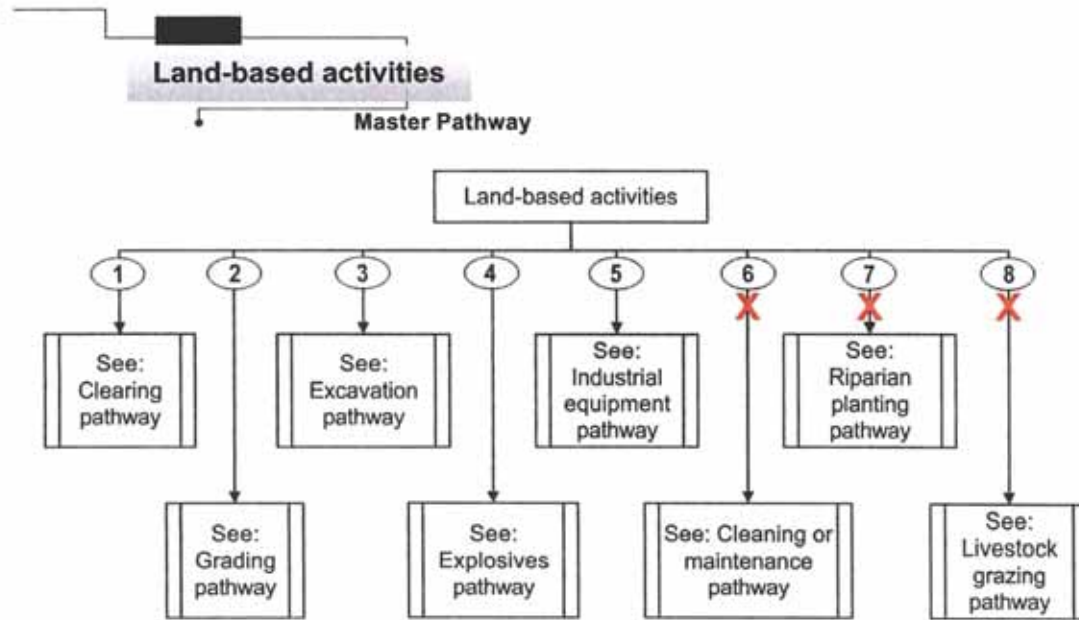 Land-based activities
Master Pathway
Land-based activities
1
2
3
4
5
6
7
8
X
X
X
See:
Clearing
pathway
See:
Excavation
pathway
See:
Industrial
equipment
pathway
See:
Riparian
planting
pathway
See:
Grading
pathway
See:
Explosives
pathway
See: Cleaning or
maintenance
pathway
See:
Livestock
grazing
pathway